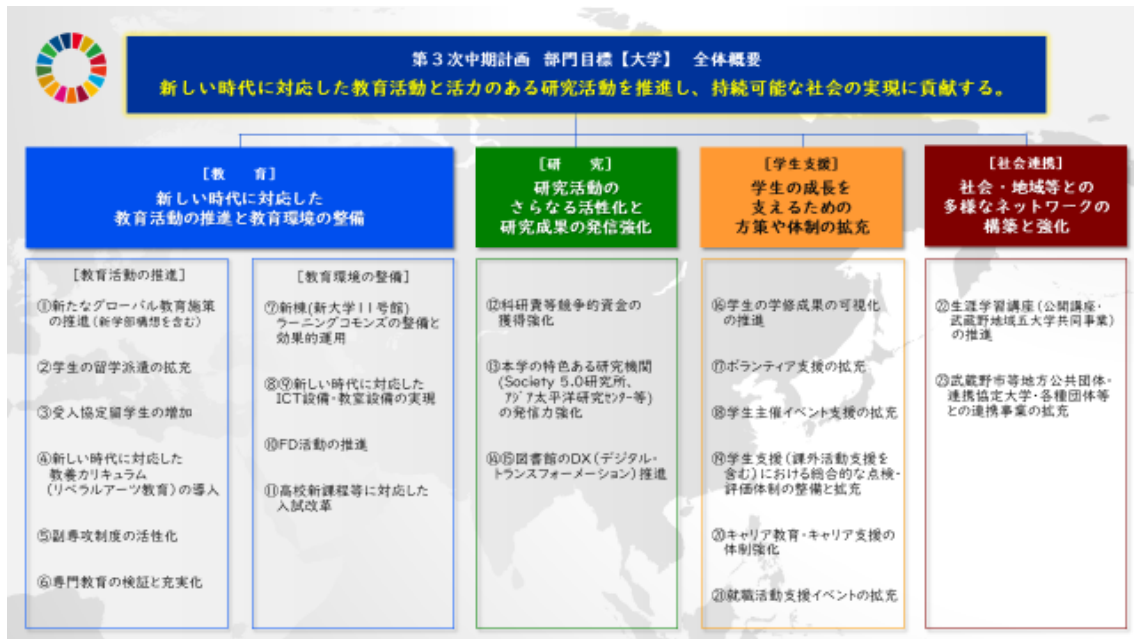 第3次中期計画 部門目標【大学】 全体概要
新しい時代に対応した教育活動と活力のある研究活動を推進し、持続可能な社会の実現に貢献する。
[教 育]
新しい時代に対応した
教育活動の推進と教育環境の整備
[教育活動の推進]
①新たなグローバル教育施策
の推進(新学部構想を含む)
②学生の留学派遣の拡充
③受入協定留学生の増加
④新しい時代に対応した
教養カリキュラム
(リベラルアーツ教育)の導入
⑤副専攻制度の活性化
⑥専門教育の検証と充実化
[教育環境の整備]
⑦新棟(新大学11号館)
ラーニングコモンズの整備と
効果的運用
⑧⑨新しい時代に対応した
ICT設備・教室設備の実現
⑩FD活動の推進
⑪高校新課程等に対応した
入試改革
[研 究]
研究活動の
さらなる活性化と
研究成果の発信強化
⑫科研費等競争的資金の
獲得強化
⑬本学の特色ある研究機関
(Society 5.0研究所、
アジア太平洋研究センター等)
の発信力強化
⑭⑮図書館のDX(デジタル・
トランスフォーメーション)推進
[学生支援]
学生の成長を
支えるための
方策や体制の拡充
⑯学生の学修成果の可視化
の推進
⑰ボランティア支援の拡充
⑱学生主催イベント支援の拡充
⑲学生支援(課外活動支援を
含む)における総合的な点検・
評価体制の整備と拡充
⑳キャリア教育・キャリア支援の
体制強化
㉑就職活動支援イベントの拡充
[社会連携]
社会・地域等との
多様なネットワークの
構築と強化
㉒生涯学習講座(公開講座・
武蔵野地域五大学共同事業)
の推進
㉓武蔵野市等地方公共団体・
連携協定大学・各種団体等
との連携事業の拡充